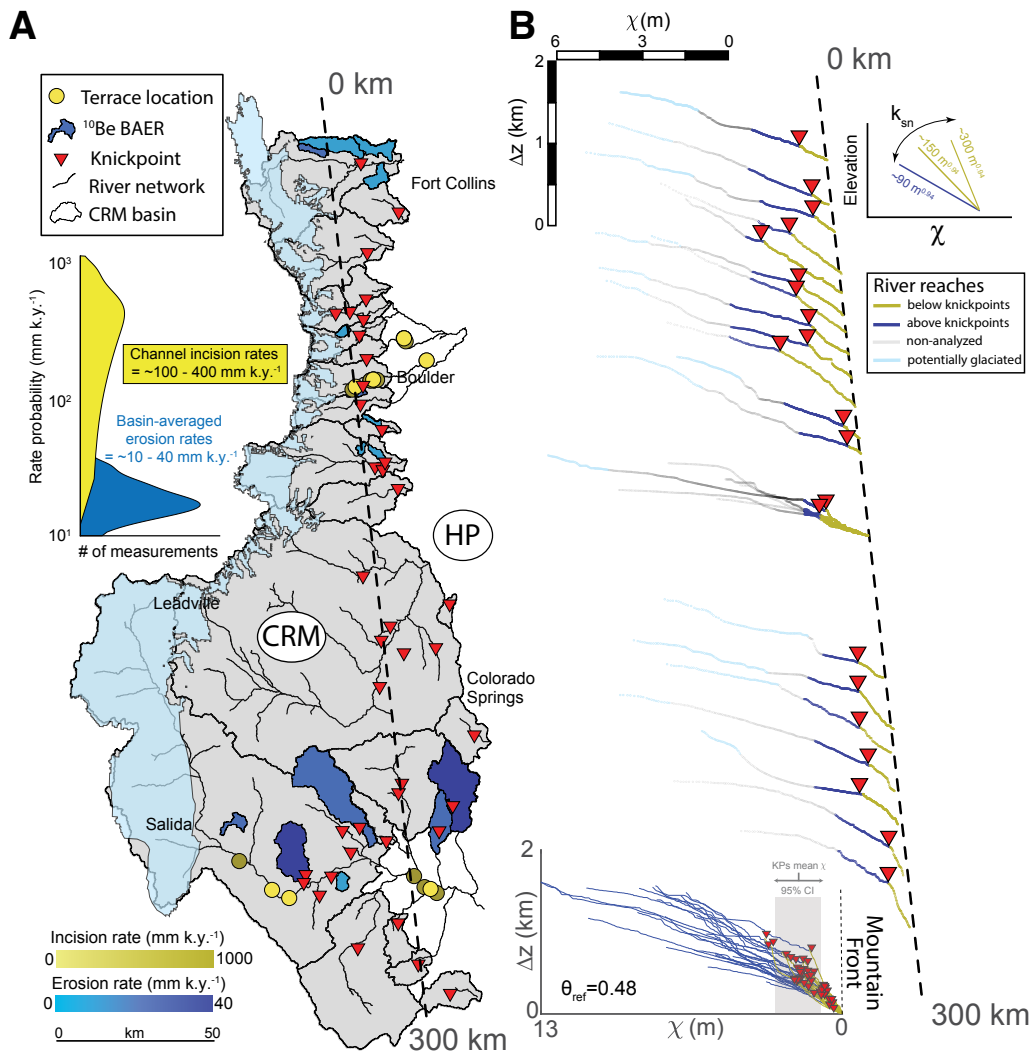 A
0 km
Terrace location
¹⁰Be BAER
Knickpoint
River network
CRM basin
Fort Collins
Boulder
10³
10²
10¹
Rate probability (mm k.y.⁻¹)
Channel incision rates
= ~100 - 400 mm k.y.⁻¹
Basin-averaged
erosion rates
= ~10 - 40 mm k.y.⁻¹
# of measurements
HP
Leadville
CRM
Colorado
Springs
Salida
Incision rate (mm k.y.⁻¹)
0 1000
Erosion rate (mm k.y.⁻¹)
0 40
0 km 50
300 km
B
χ (m)
6 3 0
2
1
0
Δz (km)
0 km
kₛₙ
~300 m⁰·⁹⁴
~150 m⁰·⁹⁴
~90 m⁰·⁹⁴
Elevation
χ
River reaches
below knickpoints
above knickpoints
non-analyzed
potentially glaciated
2
Δz (km)
0
KPs mean χ
95% CI
θref=0.48
13 χ (m) 0
Mountain
Front
300 km